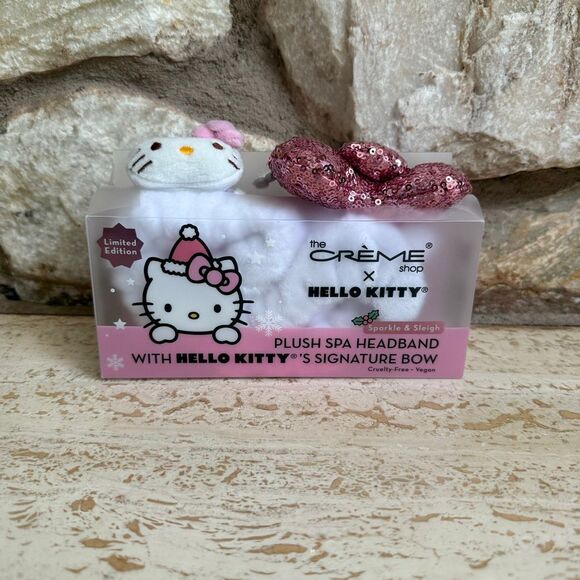 Limited
Edition
the
CRÈME®
shop
x
HELLO KITTY®
Sparkle & Sleigh
PLUSH SPA HEADBAND
WITH HELLO KITTY®'S SIGNATURE BOW
Cruelty-Free - Vegan